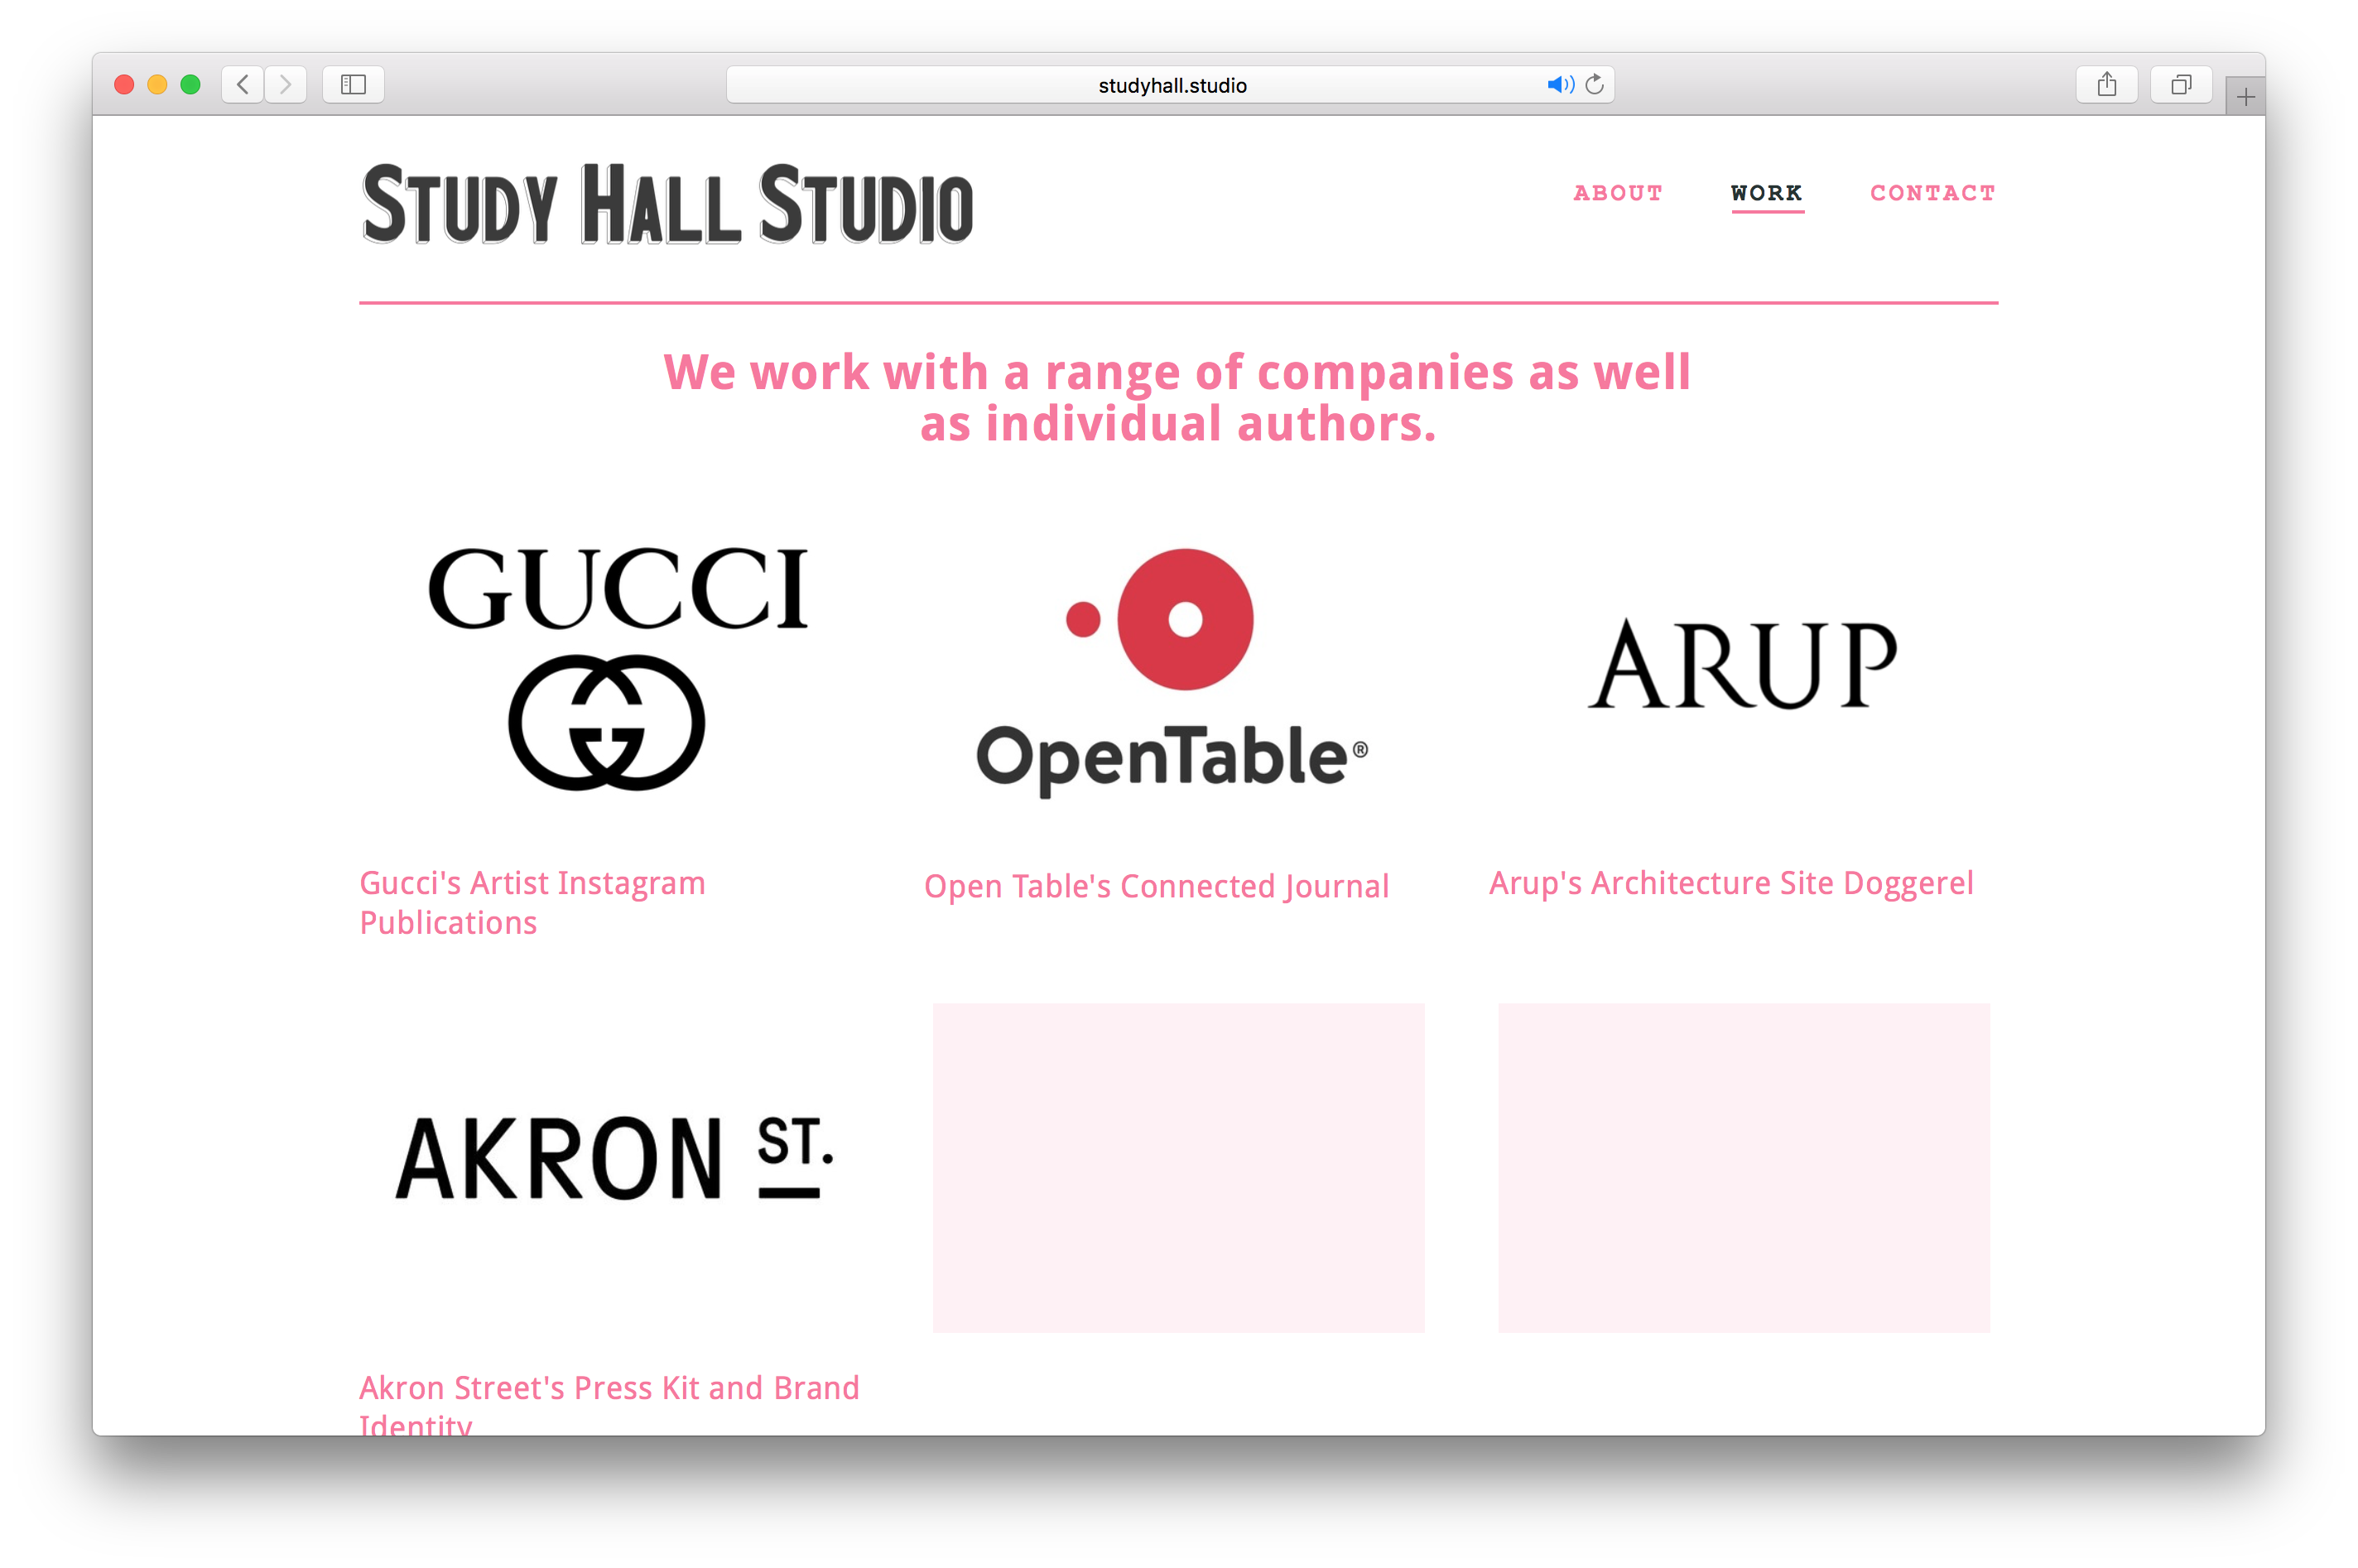 studyhall.studio
STUDY HALL STUDIO
ABOUT WORK CONTACT
We work with a range of companies as well
as individual authors.
GUCCI
OpenTable®
ARUP
Gucci's Artist Instagram
Publications
Open Table's Connected Journal
Arup's Architecture Site Doggerel
AKRON ST.
Akron Street's Press Kit and Brand
Identity